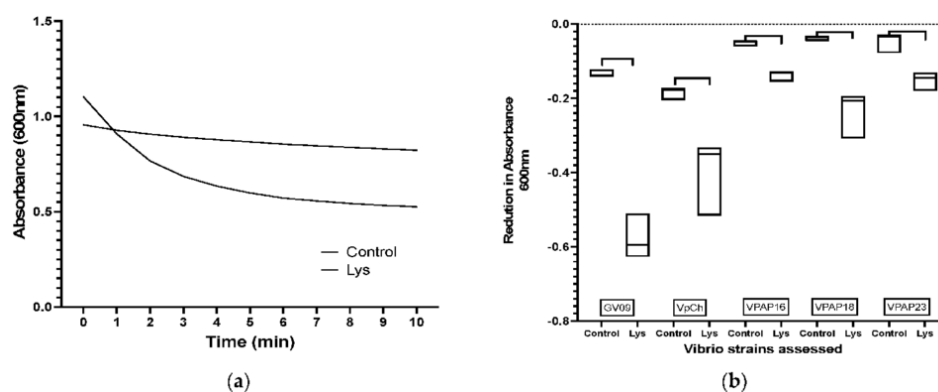 1.5
1.0
0.5
0.0
Absorbance (600nm)
Control
Lys
0 1 2 3 4 5 6 7 8 9 10
Time (min)
(a)
0.0
-0.2
-0.4
-0.6
-0.8
Redution in Absorbance
600nm
GV09 VpCh VPAP16 VPAP18 VPAP23
Control Lys Control Lys Control Lys Control Lys Control Lys
Vibrio strains assessed
(b)